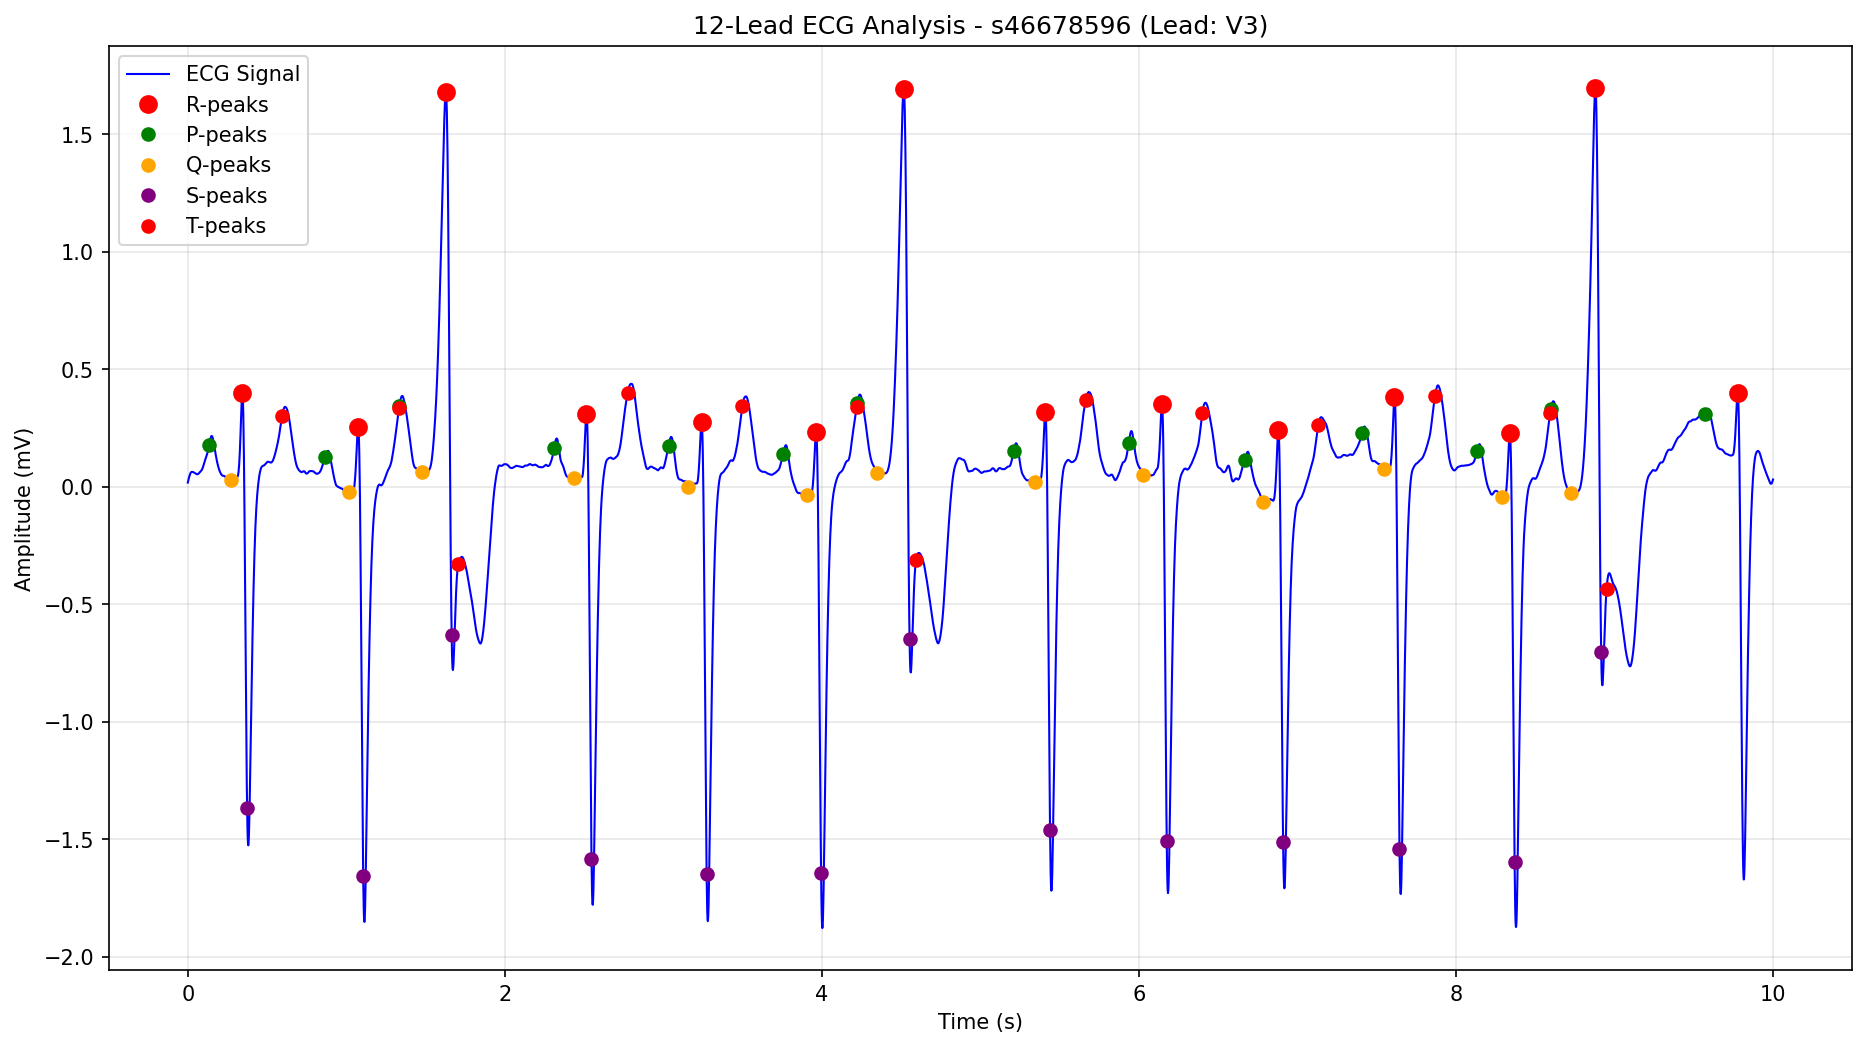 12-Lead ECG Analysis - s46678596 (Lead: V3)
ECG Signal
R-peaks
P-peaks
Q-peaks
S-peaks
T-peaks
Amplitude (mV)
1.5
1.0
0.5
0.0
−0.5
−1.0
−1.5
−2.0
0 2 4 6 8 10
Time (s)